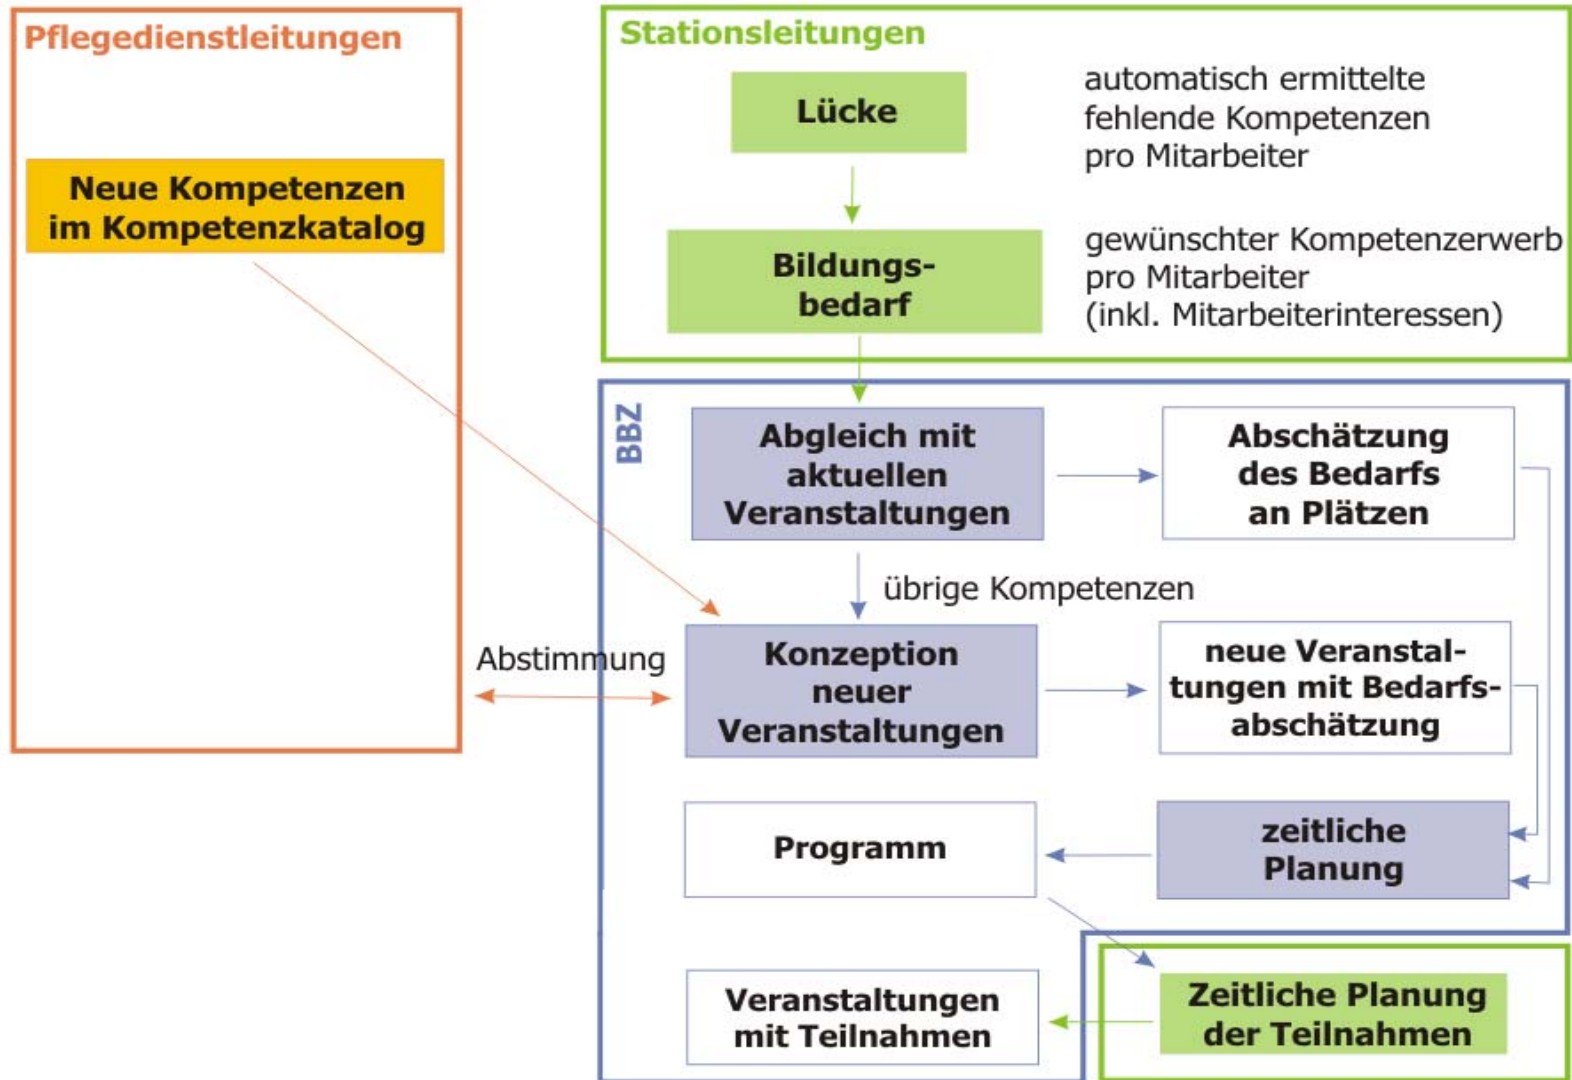 Pflegedienstleitungen
Neue Kompetenzen
im Kompetenzkatalog
Stationsleitungen
Lücke
automatisch ermittelte
fehlende Kompetenzen
pro Mitarbeiter
Bildungs-
bedarf
gewünschter Kompetenzerwerb
pro Mitarbeiter
(inkl. Mitarbeiterinteressen)
BBZ
Abgleich mit
aktuellen
Veranstaltungen
Abschätzung
des Bedarfs
an Plätzen
übrige Kompetenzen
Abstimmung
Konzeption
neuer
Veranstaltungen
neue Veranstal-
tungen mit Bedarfs-
abschätzung
Programm
zeitliche
Planung
Veranstaltungen
mit Teilnahmen
Zeitliche Planung
der Teilnahmen